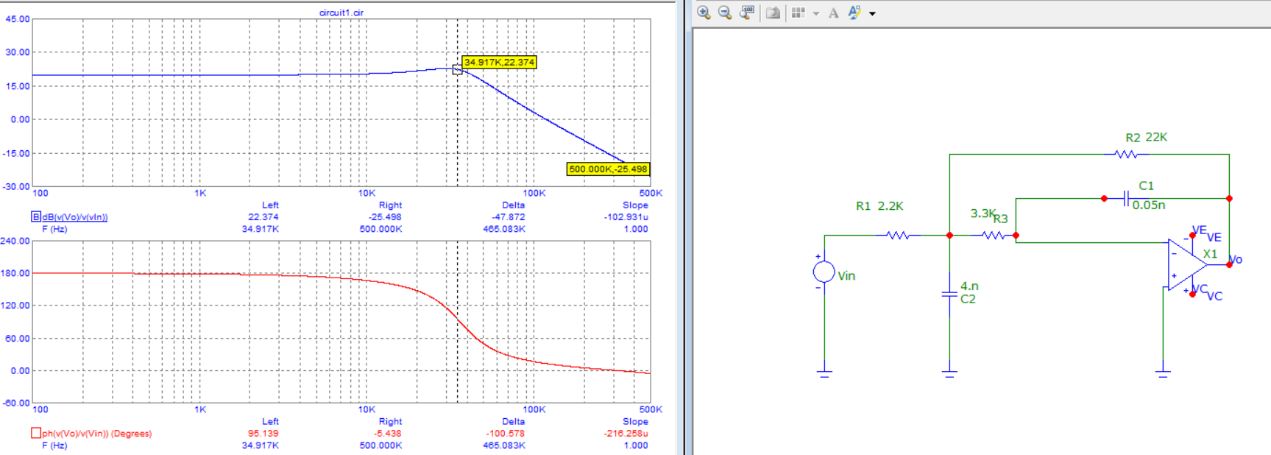 circuit1.cir
45.00
30.00
15.00
0.00
-15.00
-30.00
34.917K,22.374
500.000K,-25.498
100 1K 10K 100K 500K
Left Right Delta Slope
B dB(v(Vo)/v(vIn)) 22.374 -25.498 -47.872 -102.931u
F (Hz) 34.917K 500.000K 465.083K 1.000
240.00
180.00
120.00
60.00
0.00
-60.00
100 1K 10K 100K 500K
Left Right Delta Slope
ph(v(Vo)/v(Vin)) (Degrees) 95.139 -5.438 -100.578 -216.258u
F (Hz) 34.917K 500.000K 465.083K 1.000
A
R2 22K
C1
0.05n
R1 2.2K
3.3K
R3
VE
VE
X1
Vo
Vin
4.n
C2
VC
VC